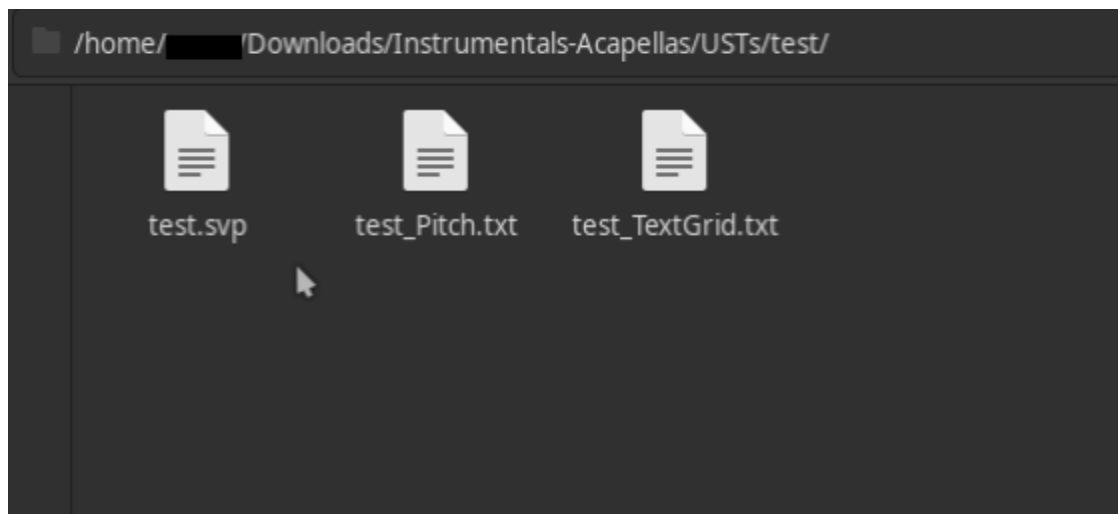 /home/ /Downloads/Instrumentals-Acapellas/USTs/test/
test.svp test_Pitch.txt test_TextGrid.txt